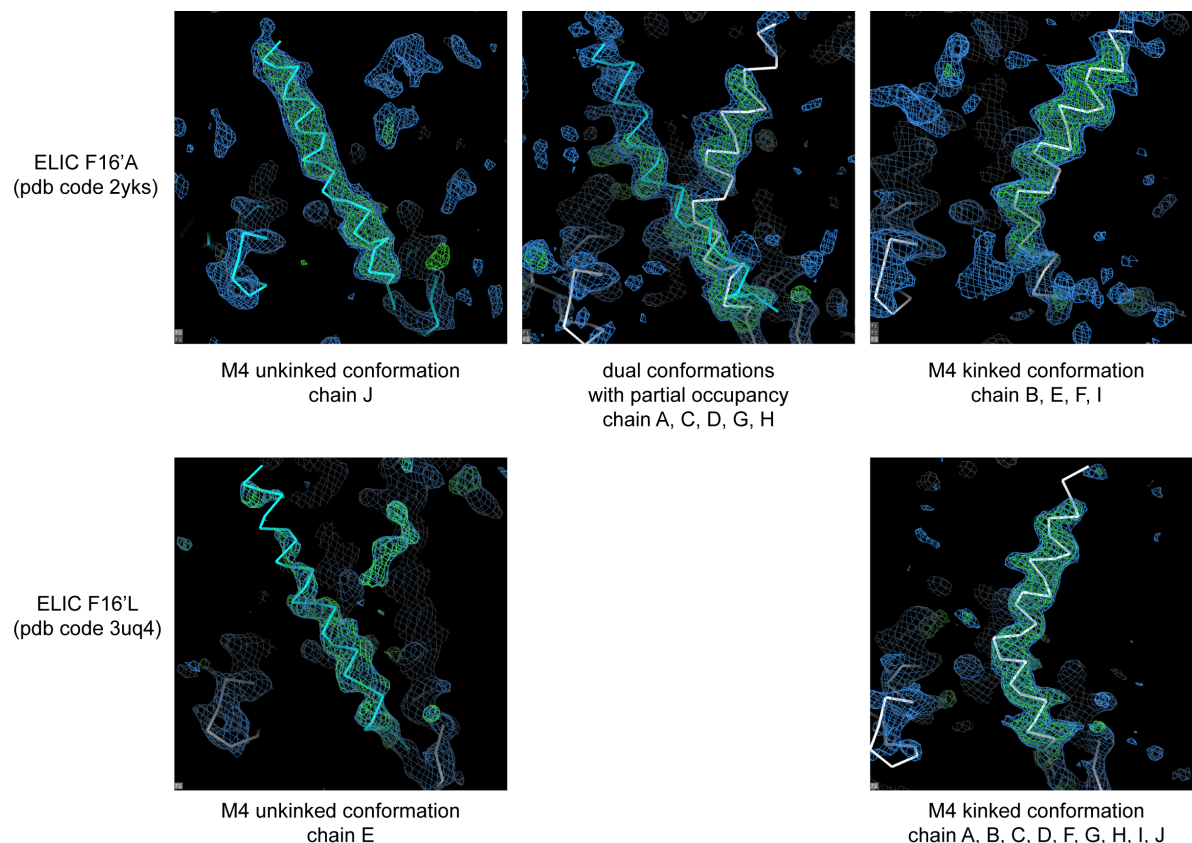 ELIC F16'A
(pdb code 2yks)
M4 unkinked conformation
chain J
dual conformations
with partial occupancy
chain A, C, D, G, H
M4 kinked conformation
chain B, E, F, I
ELIC F16'L
(pdb code 3uq4)
M4 unkinked conformation
chain E
M4 kinked conformation
chain A, B, C, D, F, G, H, I, J